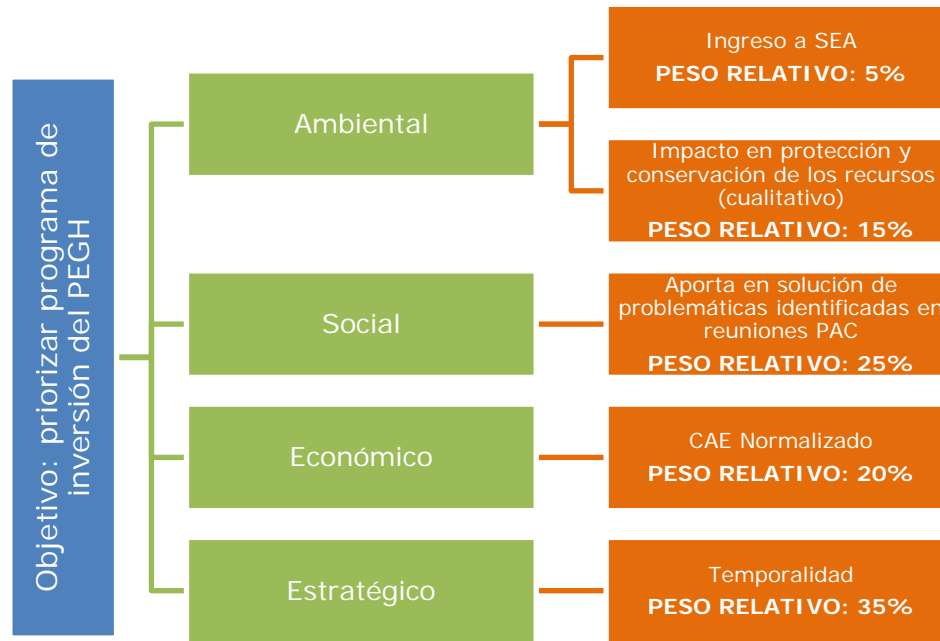 Objetivo: priorizar programa de
inversión del PEGH
Ambiental
Ingreso a SEA
PESO RELATIVO: 5%
Impacto en protección y
conservación de los recursos
(cualitativo)
PESO RELATIVO: 15%
Social
Aporta en solución de
problemáticas identificadas en
reuniones PAC
PESO RELATIVO: 25%
Económico
CAE Normalizado
PESO RELATIVO: 20%
Estratégico
Temporalidad
PESO RELATIVO: 35%